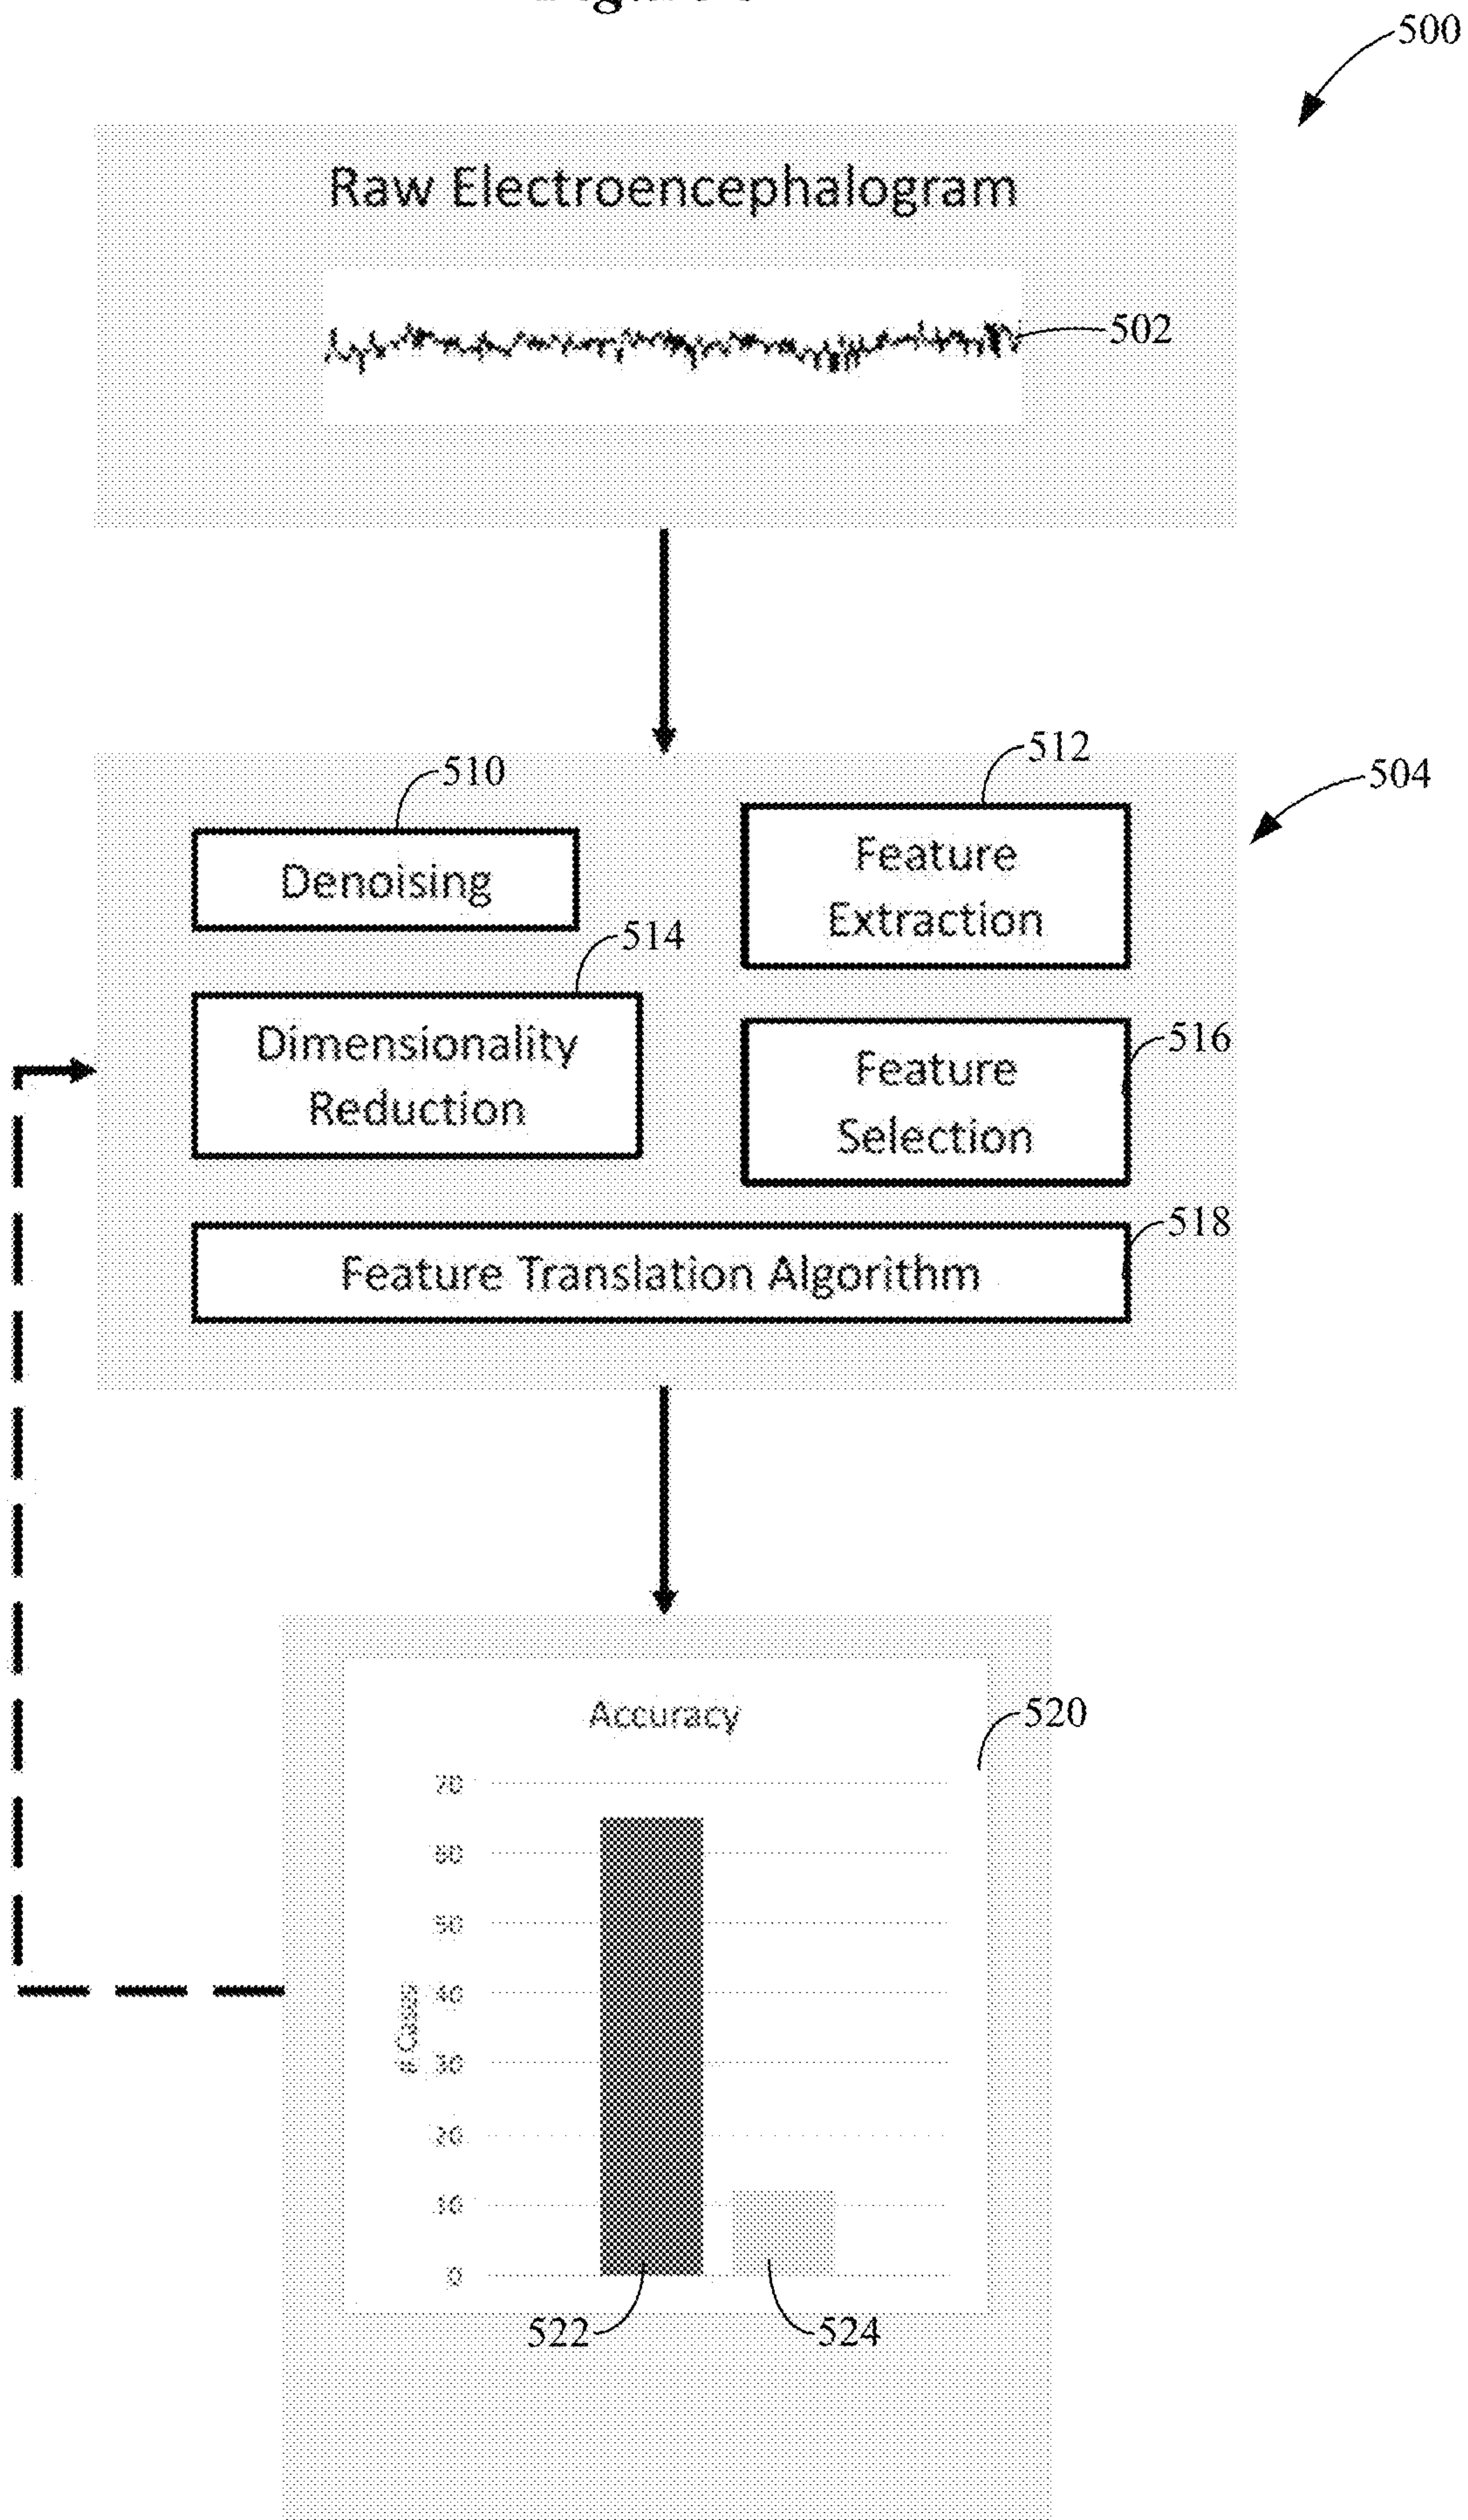 500
Raw Electroencephalogram
502
504
510
512
Denoising
Feature
Extraction
514
Dimensionality
Reduction
516
Feature
Selection
518
Feature Translation Algorithm
520
Accuracy
# Cases
70
60
50
40
30
20
10
0
522
524